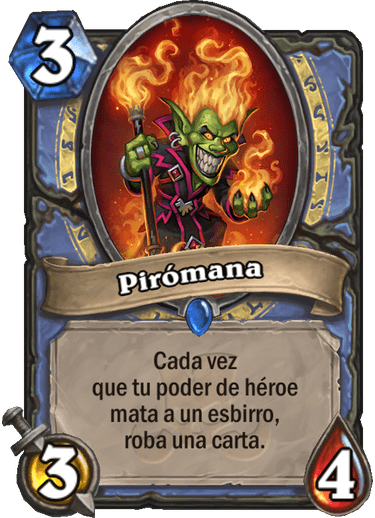 3
Pirómana
Cada vez
que tu poder de héroe
mata a un esbirro,
roba una carta.
3
4